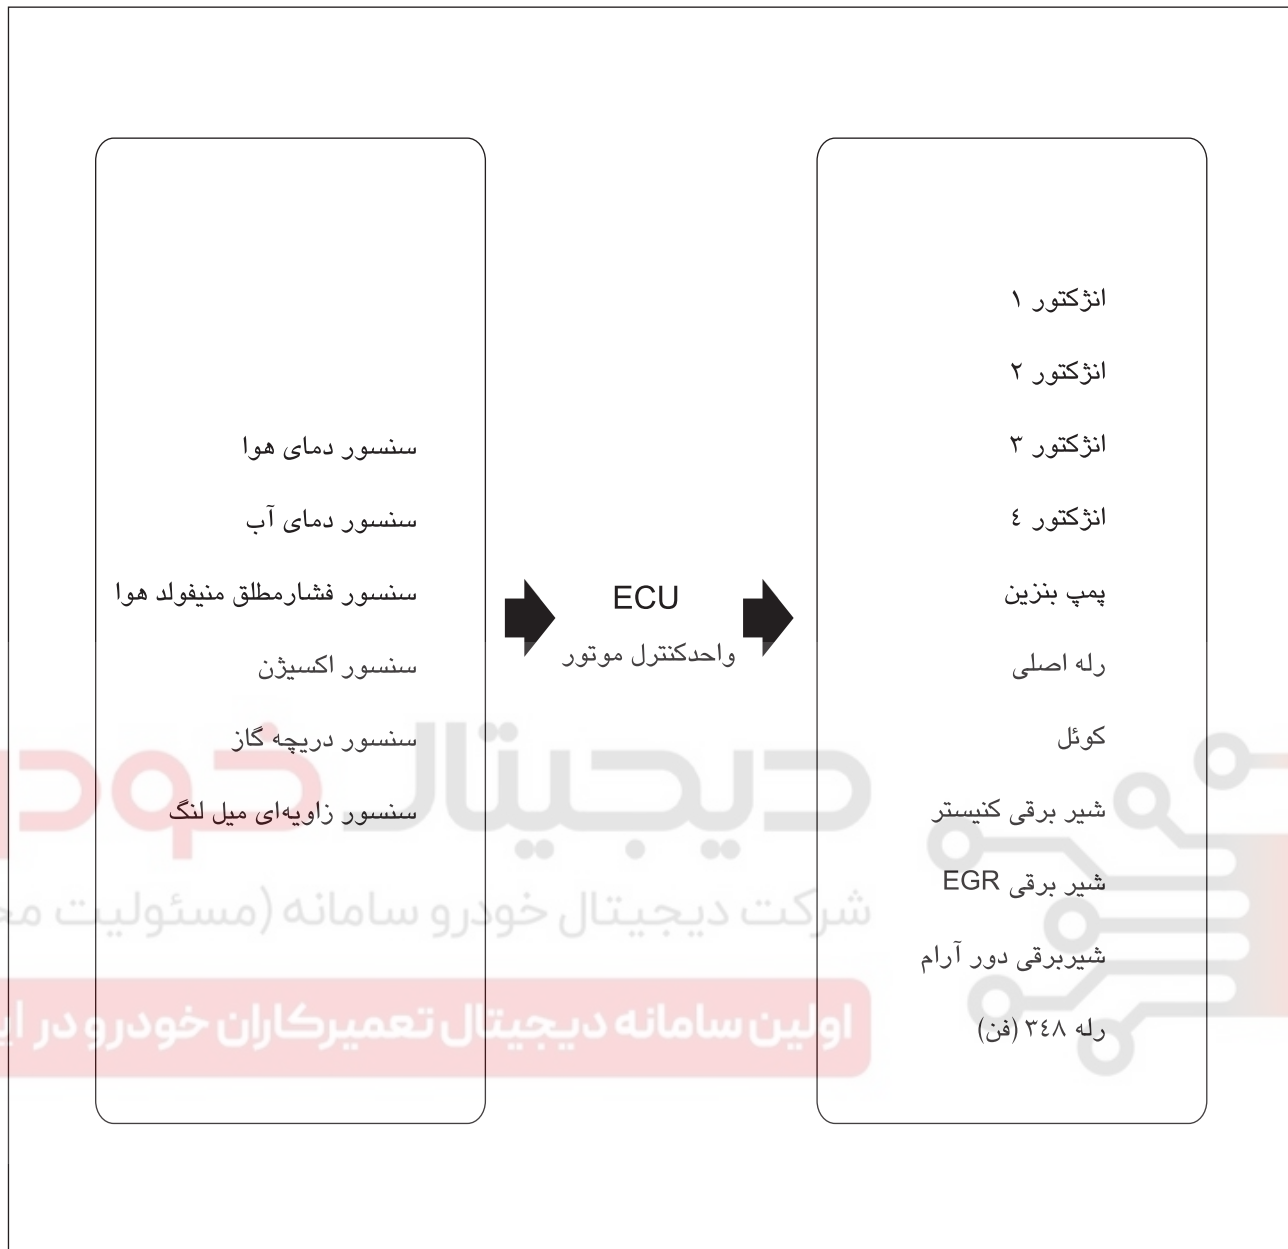 سنسور دمای هوا
سنسور دمای آب
سنسور فشارمطلق منیفولد هوا
سنسور اکسیژن
سنسور دریچه گاز
سنسور زاویه‌ای میل لنگ
ECU
واحدکنترل موتور
انژکتور ۱
انژکتور ۲
انژکتور ۳
انژکتور ٤
پمپ بنزین
رله اصلی
کوئل
شیر برقی کنیستر
شیر برقی EGR
شیربرقی دور آرام
رله ۳٤۸ (فن)
دیجیتال
شرکت دیجیتال خودرو سامانه (مسئولیت
اولین سامانه دیجیتال تعمیرکاران خودرو در